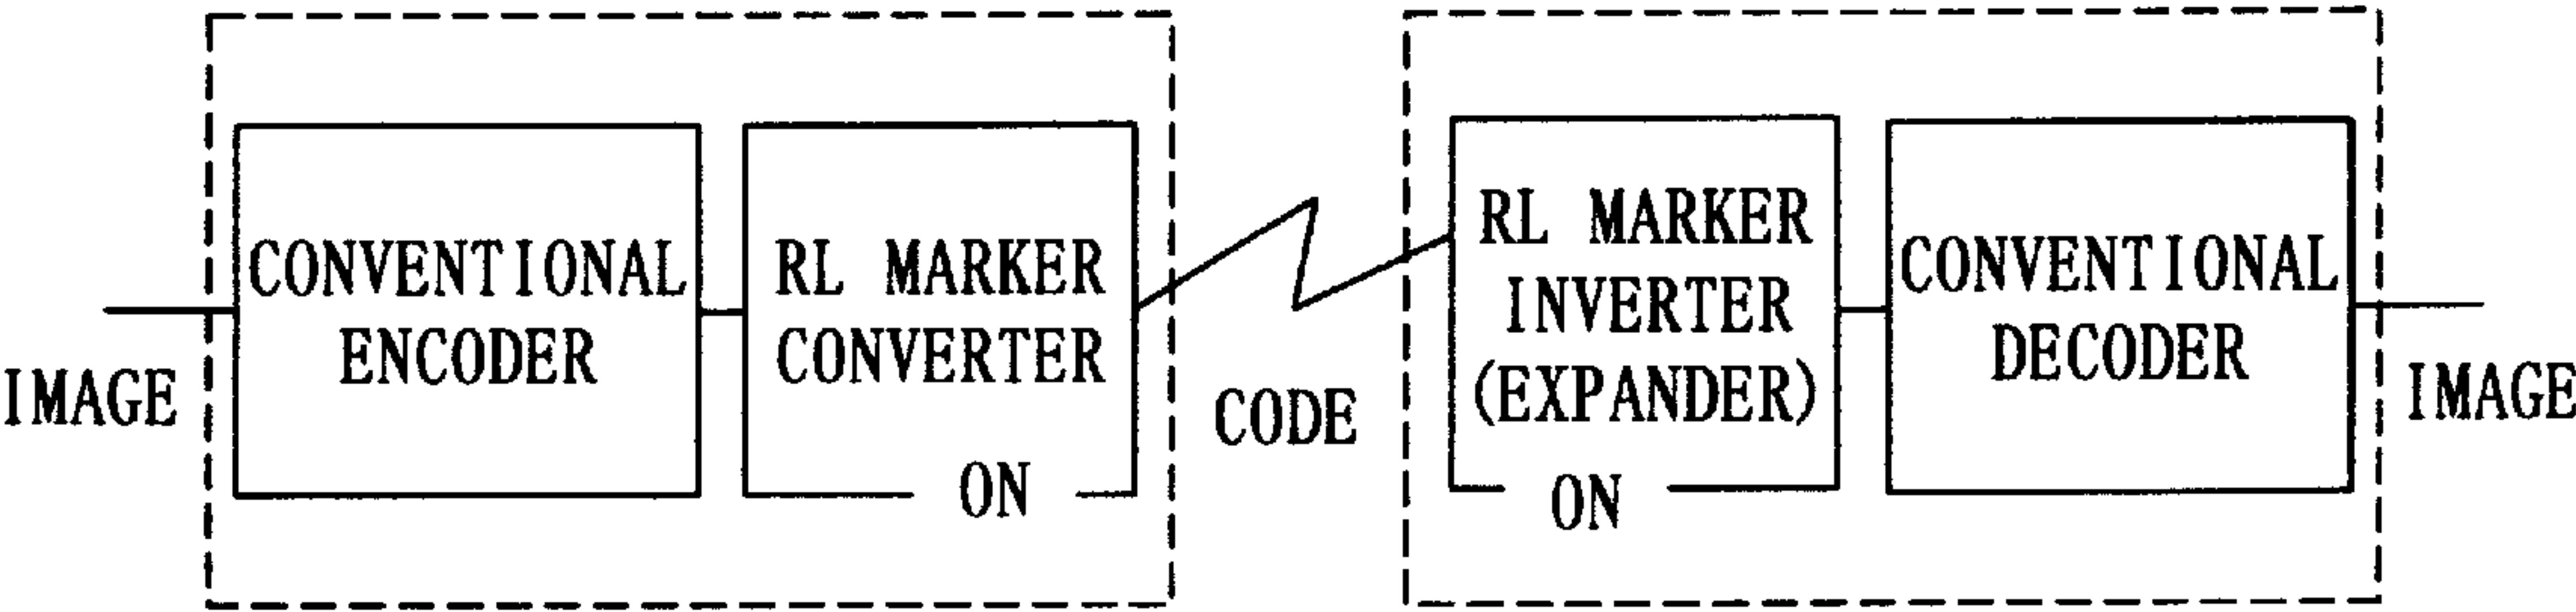 IMAGE
CONVENTIONAL
ENCODER
RL MARKER
CONVERTER
ON
CODE
RL MARKER
INVERTER
(EXPANDER)
ON
CONVENTIONAL
DECODER
IMAGE